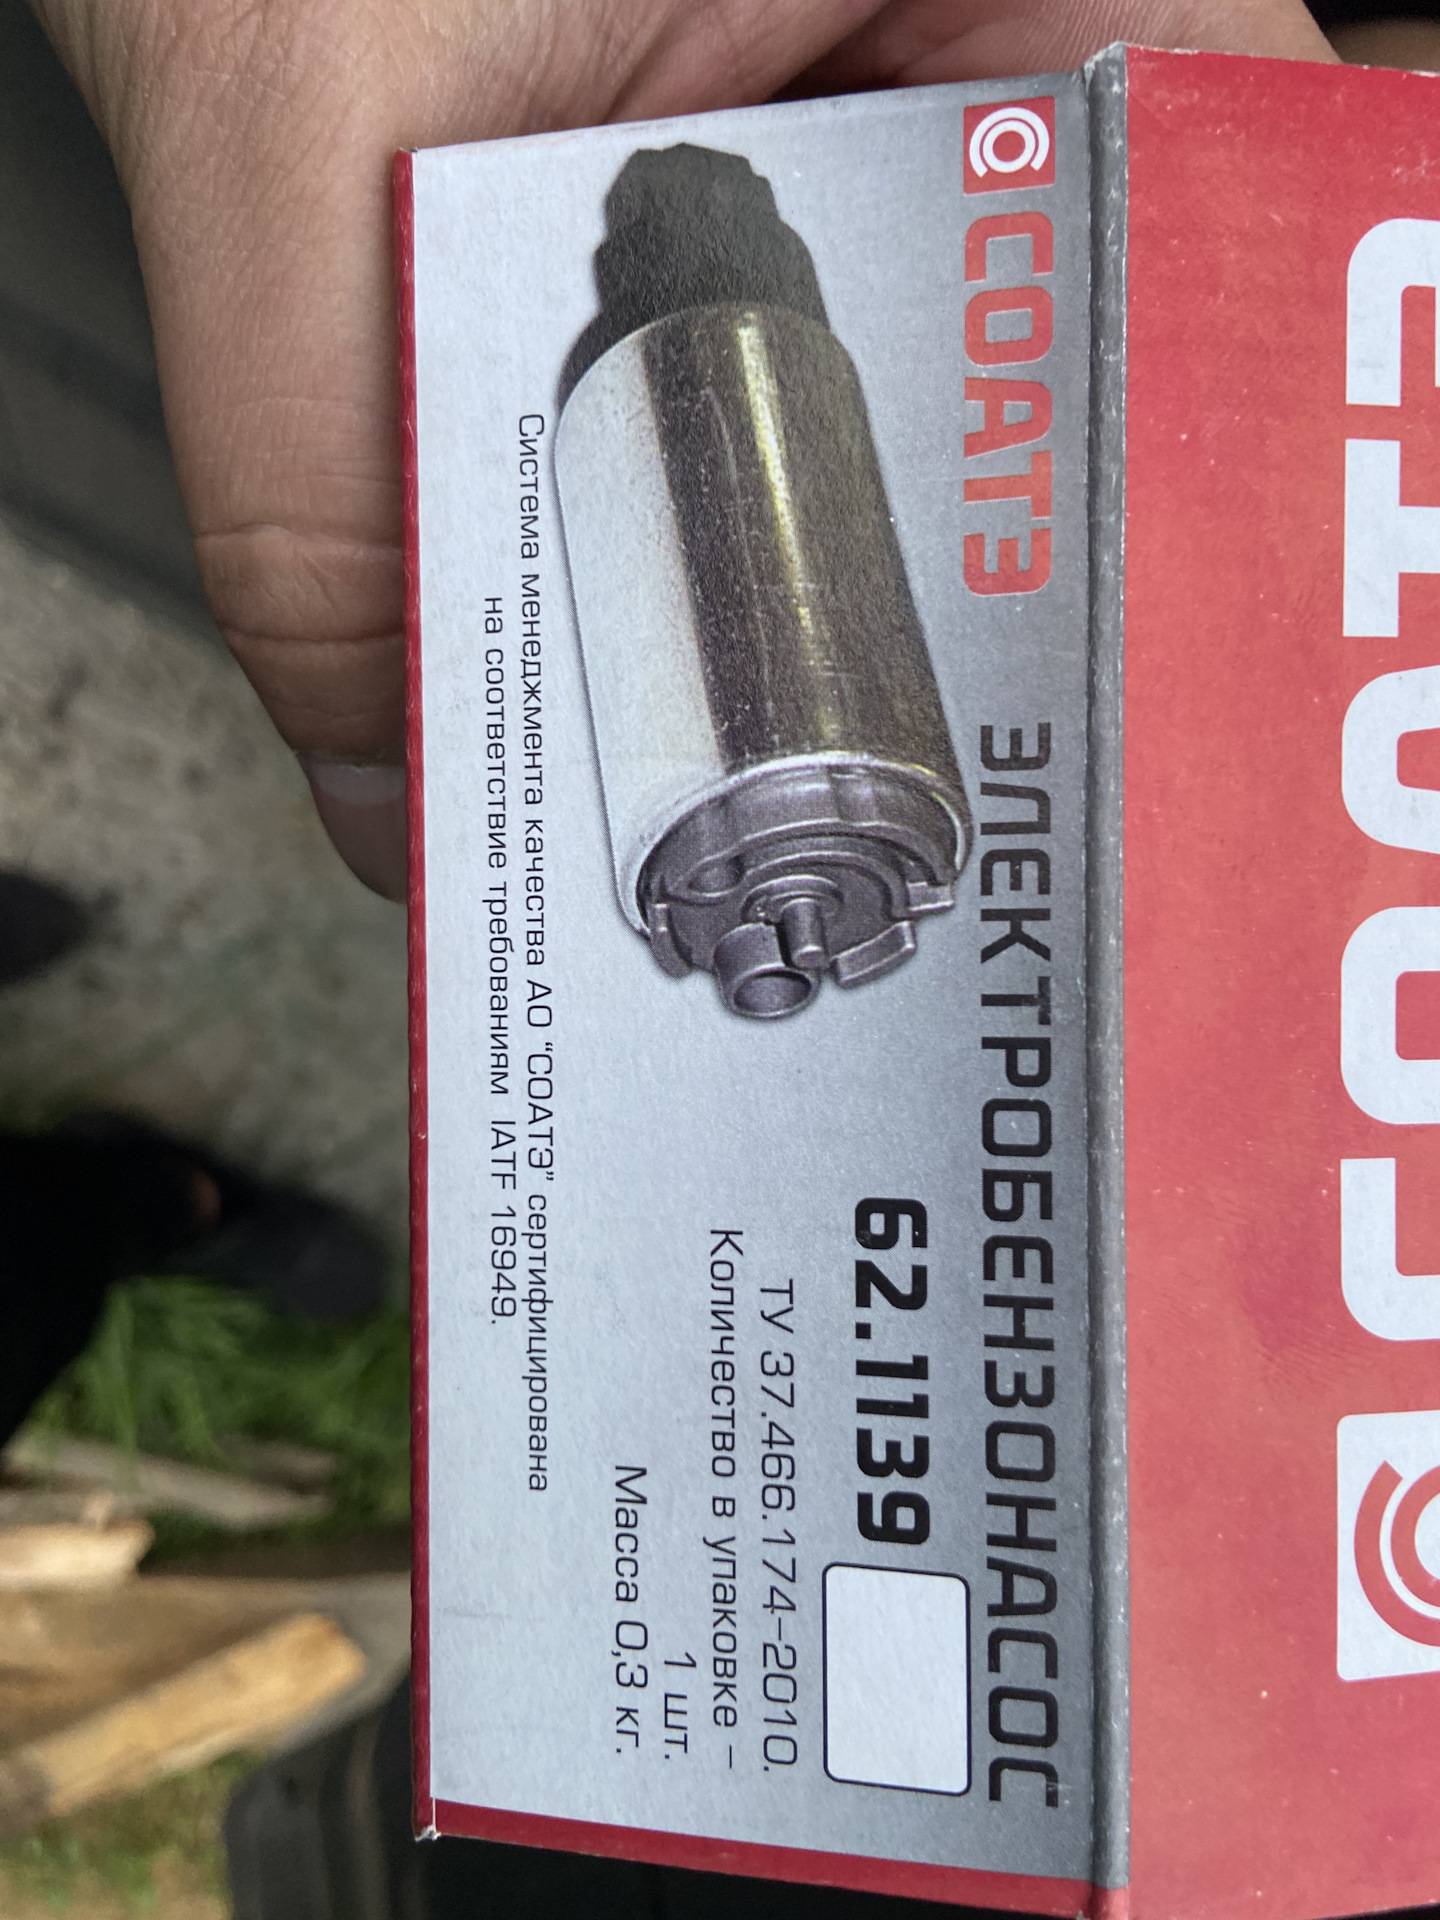 СОАТЭ
СОАТЭ ЭЛЕКТРОБЕНЗОНАСОС
62.1139
ТУ 37.466.174-2010.
Количество в упаковке –
1 шт.
Масса 0,3 кг.
Система менеджмента качества АО “СОАТЭ” сертифицирована
на соответствие требованиям IATF 16949.